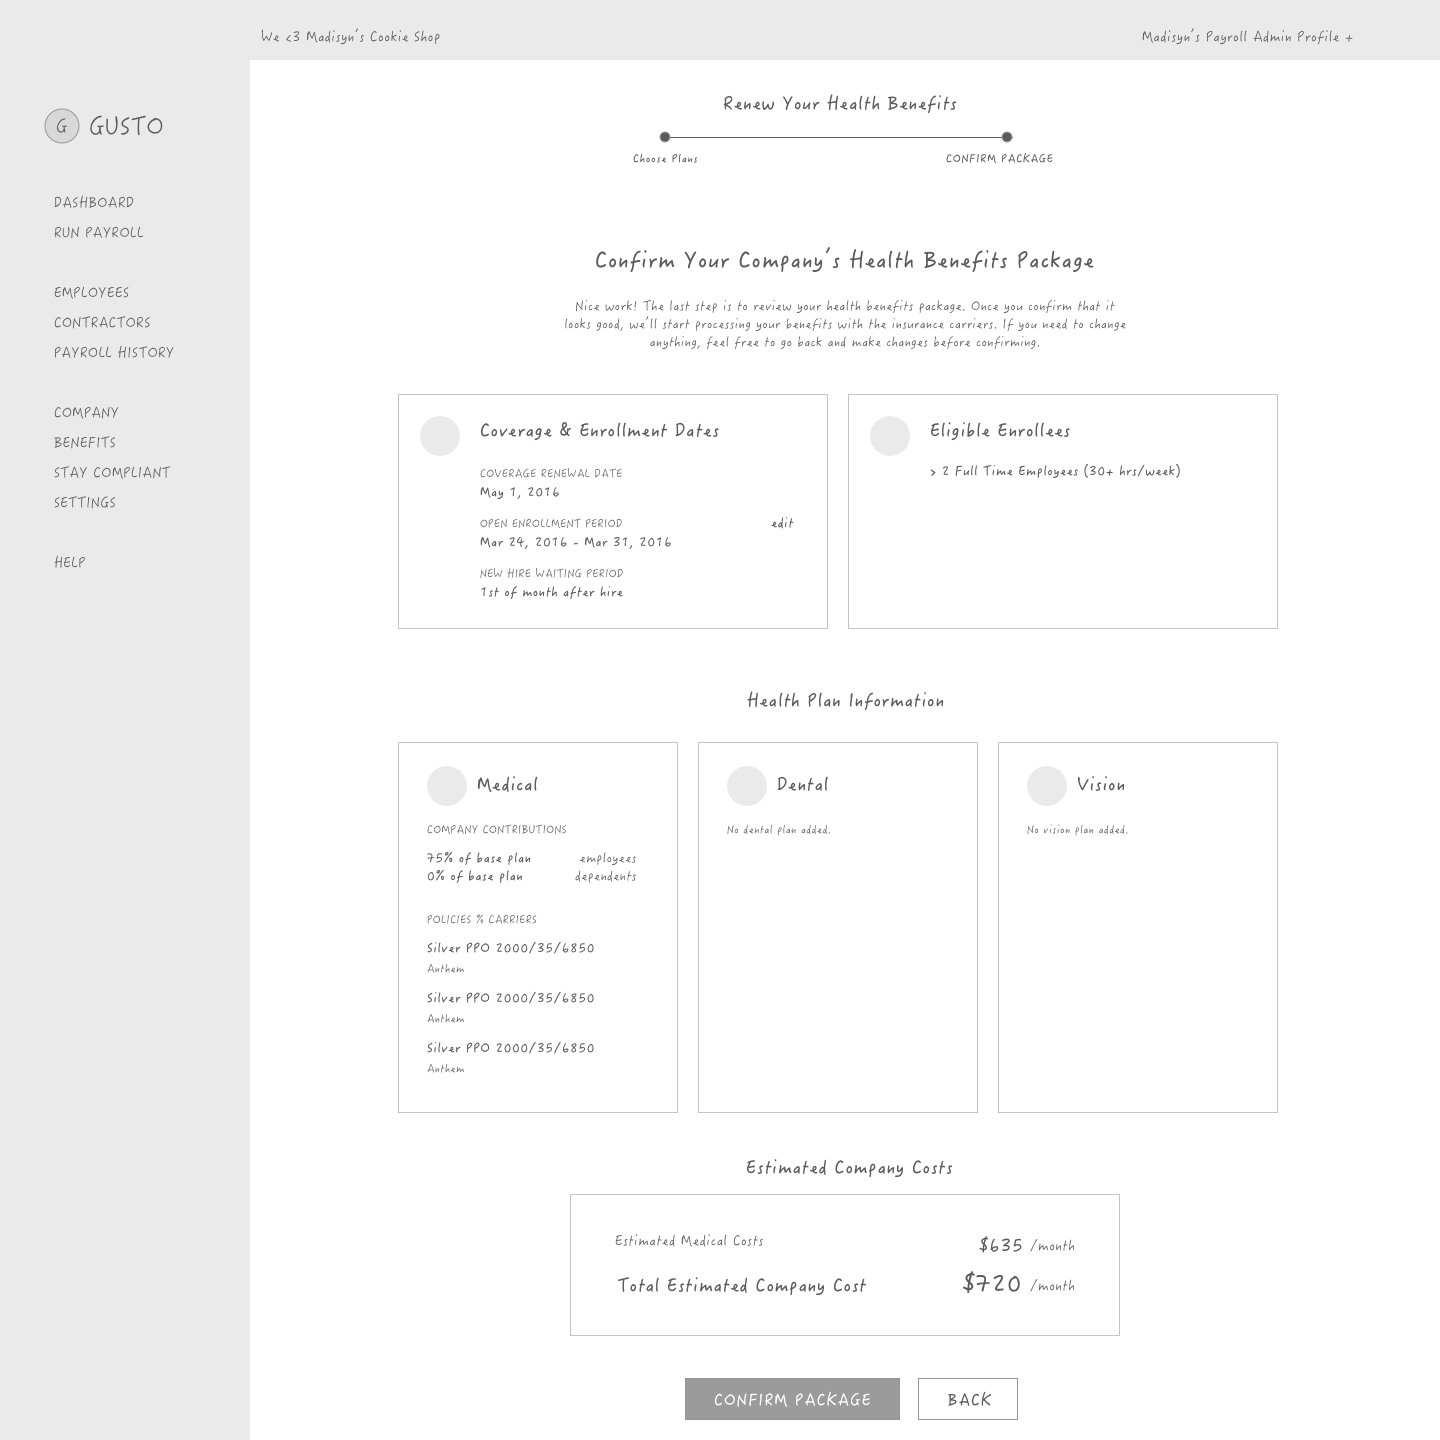 We <3 Madisyn's Cookie Shop
Madisyn's Payroll Admin Profile +
G GUSTO
DASHBOARD
RUN PAYROLL
EMPLOYEES
CONTRACTORS
PAYROLL HISTORY
COMPANY
BENEFITS
STAY COMPLIANT
SETTINGS
HELP
Renew Your Health Benefits
Choose Plans
CONFIRM PACKAGE
Confirm Your Company's Health Benefits Package
Nice work! The last step is to review your health benefits package. Once you confirm that it
looks good, we'll start processing your benefits with the insurance carriers. If you need to change
anything, feel free to go back and make changes before confirming.
Coverage & Enrollment Dates
COVERAGE RENEWAL DATE
May 1, 2016
OPEN ENROLLMENT PERIOD
edit
Mar 24, 2016 - Mar 31, 2016
NEW HIRE WAITING PERIOD
1st of month after hire
Eligible Enrollees
> 2 Full Time Employees (30+ hrs/week)
Health Plan Information
Medical
COMPANY CONTRIBUTIONS
75% of base plan employees
0% of base plan dependents
POLICIES % CARRIERS
Silver PPO 2000/35/6850
Anthem
Silver PPO 2000/35/6850
Anthem
Silver PPO 2000/35/6850
Anthem
Dental
No dental plan added.
Vision
No vision plan added.
Estimated Company Costs
Estimated Medical Costs $635 /month
Total Estimated Company Cost $720 /month
CONFIRM PACKAGE
BACK